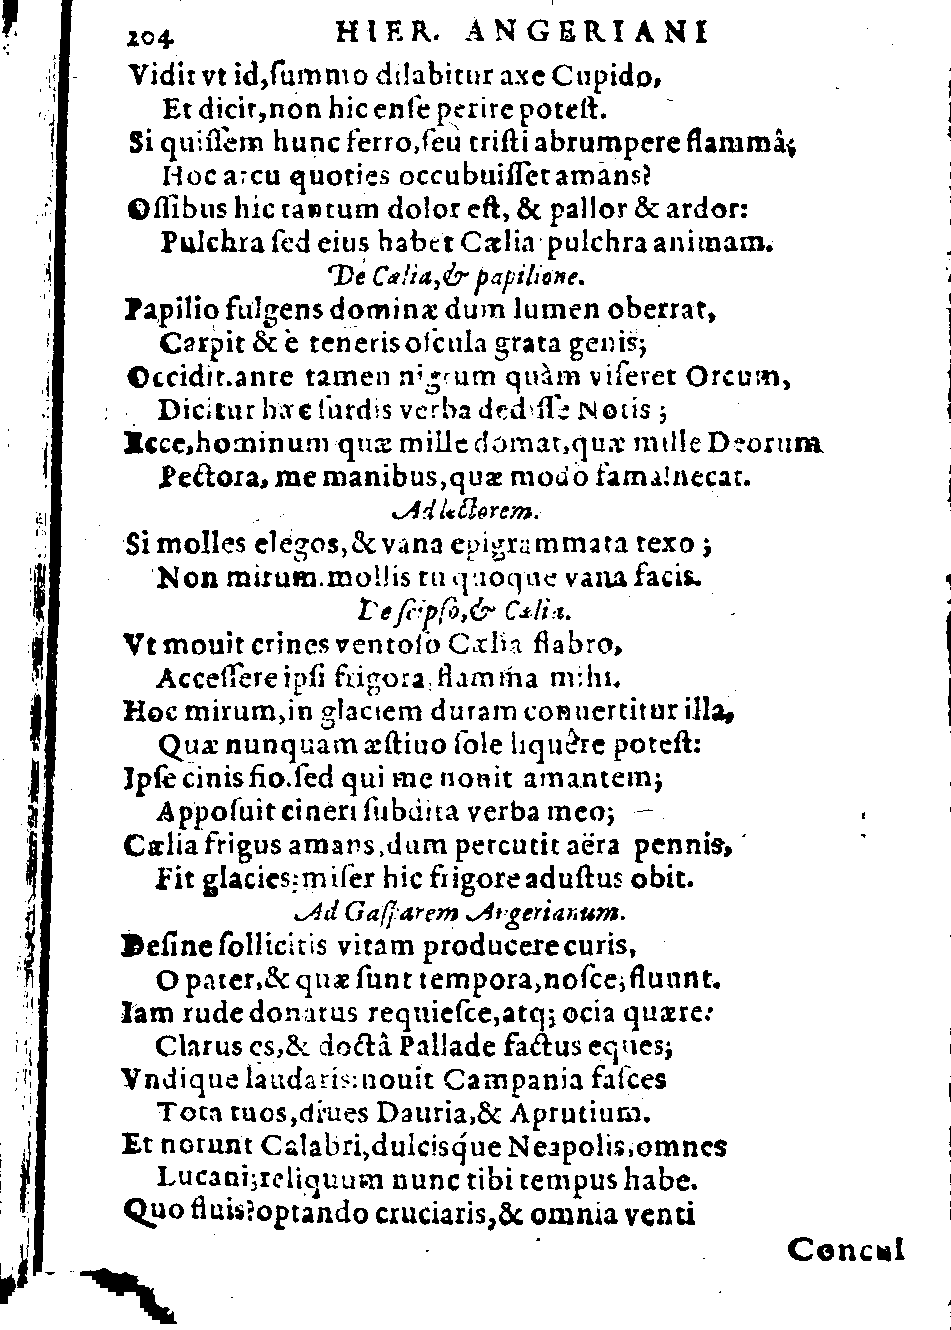 204 HIER. ANGERIANI
Vidit vt id,ſummo dilabitur axe Cupido,
Et dicit,non hic enſe perire poteſt.
Si quiſſem hunc ferro,ſeu triſti abrumpere flammâ;
Hoc arcu quoties occubuiſſet amans?
Oſſibus hic tantum dolor eſt, & pallor & ardor:
Pulchra ſed eius habet Cælia pulchra animam.
De Cælia,& papilione.
Papilio fulgens dominæ dum lumen oberrat,
Carpit & è teneris oſcula grata genis;
Occidit.ante tamen nigrum quàm viſeret Orcum,
Dicitur hæc ſurdis verba dediſſe Notis;
Ecce,hominum quæ mille domat,quæ mille Deorum
Pectora, me manibus,quæ modò fama!necat.
Ad lectorem.
Si molles elegos,& vana epigrammata texo;
Non mirum.mollis tu quoque vana facis.
De ſeipſo,& Cælia.
Vt mouit crines ventoſo Cælia flabro,
Acceſſere ipſi frigora,flamma mihi.
Hoc mirum,in glaciem duram conuertitur illa,
Quæ nunquam æſtiuo ſole liquêre poteſt:
Ipſe cinis fio.ſed qui me nouit amantem;
Appoſuit cineri ſubdita verba meo;
Cælia frigus amans,dum percutit aëra pennis,
Fit glacies:miſer hic frigore aduſtus obit.
Ad Gaſparem Angerianum.
Deſine ſollicitis vitam producere curis,
O pater,& quæ ſunt tempora,noſce;fluunt.
Iam rude donatus requieſce,atq; ocia quære:
Clarus es,& doctâ Pallade factus eques;
Vndique laudaris:nouit Campania faſces
Tota tuos,diues Dauria,& Aprutium.
Et norunt Calabri,dulcisq́ue Neapolis,omnes
Lucani;reliquum nunc tibi tempus habe.
Quo fluis?optando cruciaris,& omnia venti
Concul